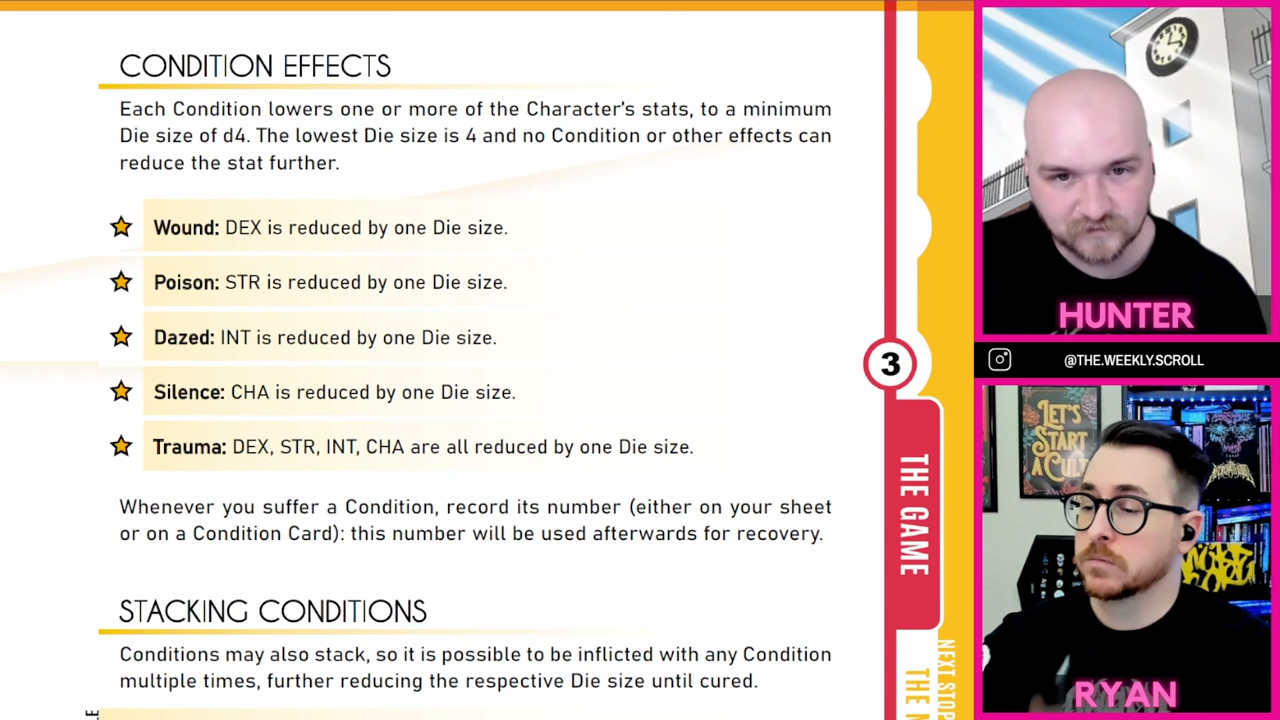 CONDITION EFFECTS
Each Condition lowers one or more of the Character's stats, to a minimum
Die size of d4. The lowest Die size is 4 and no Condition or other effects can
reduce the stat further.
Wound: DEX is reduced by one Die size.
Poison: STR is reduced by one Die size.
Dazed: INT is reduced by one Die size.
Silence: CHA is reduced by one Die size.
Trauma: DEX, STR, INT, CHA are all reduced by one Die size.
Whenever you suffer a Condition, record its number (either on your sheet
or on a Condition Card): this number will be used afterwards for recovery.
STACKING CONDITIONS
Conditions may also stack, so it is possible to be inflicted with any Condition
multiple times, further reducing the respective Die size until cured.
3
THE GAME
NEXT STOP
THE
HUNTER
@THE.WEEKLY.SCROLL
LET'S
START
A CULT
RYAN